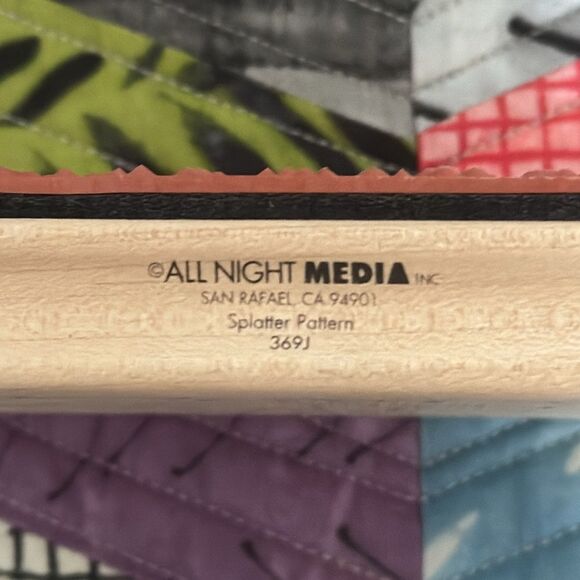 ©ALL NIGHT MEDIA INC
SAN RAFAEL, CA 94901
Splatter Pattern
369J